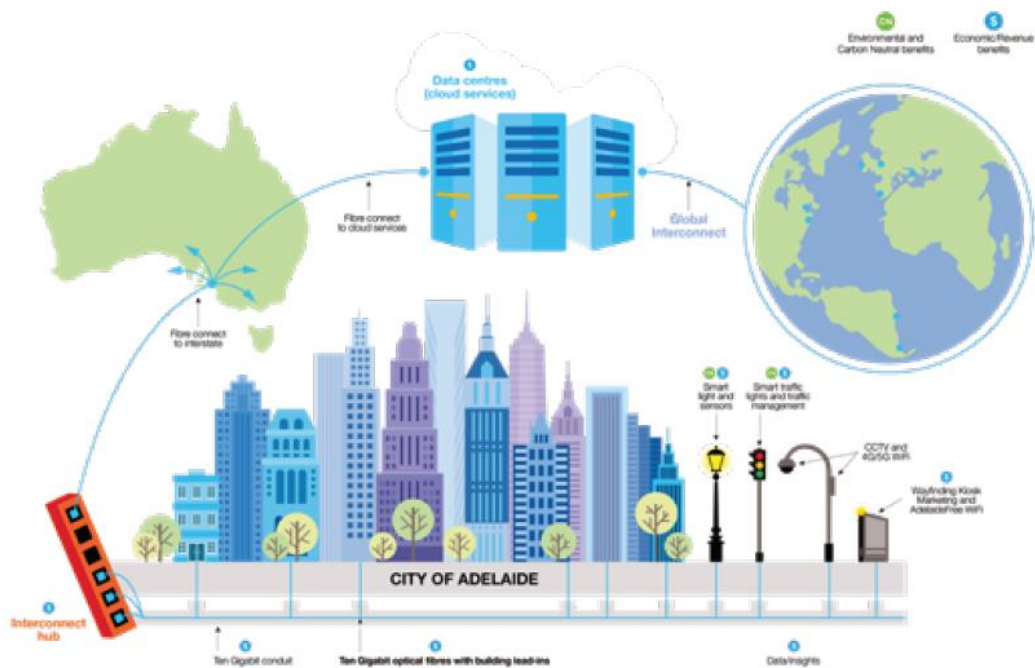 CN
$
Environmental and
Carbon Neutral benefits
Economic/Revenue
benefits
$
Data centres
(cloud services)
Fibre connect
to cloud services
Global
Interconnect
Fibre connect
to interstate
CN $
Smart
light and
sensors
CN $
Smart traffic
lights and traffic
management
CCTV and
4G/5G WiFi
$
Wayfinding Kiosk
Marketing and
AdelaideFree WiFi
CITY OF ADELAIDE
$
Interconnect
hub
$
Ten Gigabit conduit
$
Ten Gigabit optical fibres with building lead-ins
$
Data/Insights